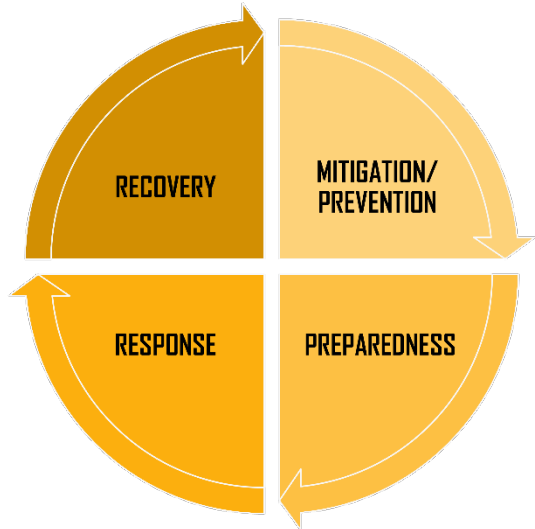 RECOVERY
MITIGATION/
PREVENTION
RESPONSE
PREPAREDNESS